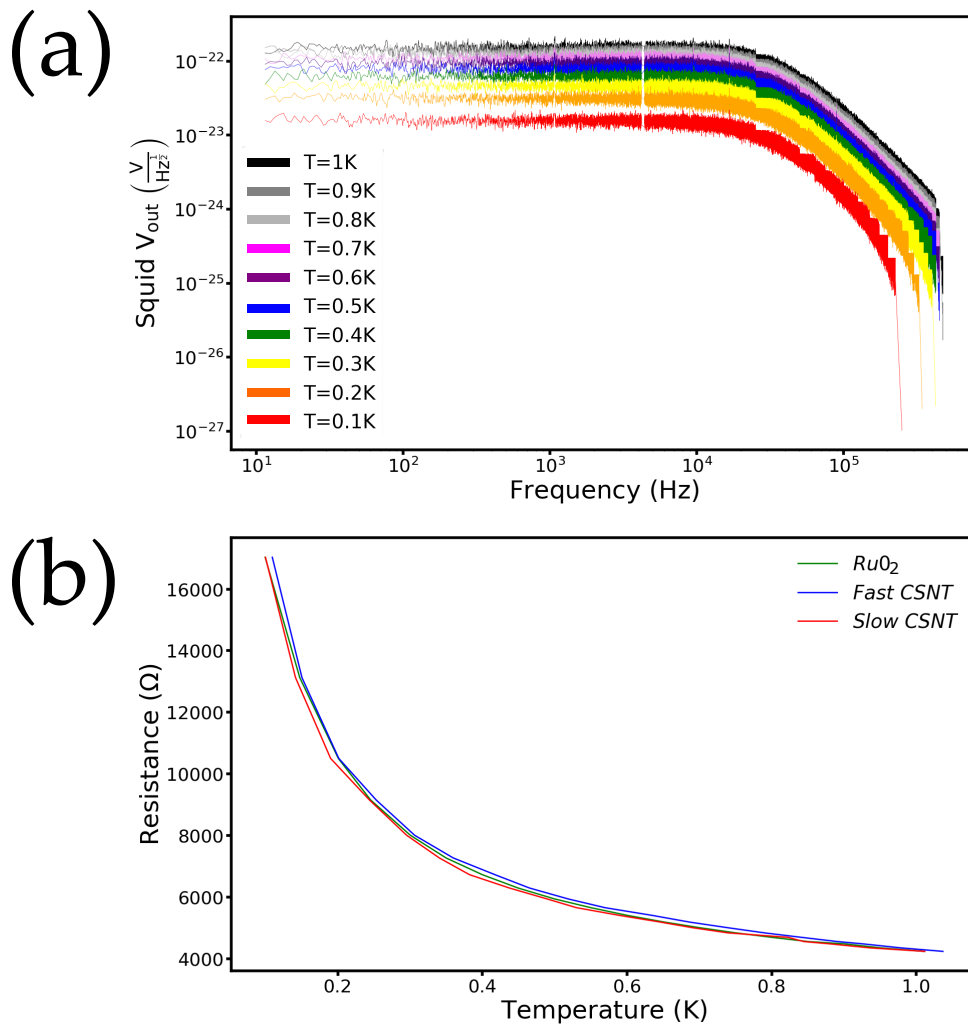 (a)
Squid Vout (V/Hz^1/2)
10^-22
10^-23
10^-24
10^-25
10^-26
10^-27
T=1K
T=0.9K
T=0.8K
T=0.7K
T=0.6K
T=0.5K
T=0.4K
T=0.3K
T=0.2K
T=0.1K
10^1 10^2 10^3 10^4 10^5
Frequency (Hz)
(b)
Resistance (Ω)
16000
14000
12000
10000
8000
6000
4000
Ru0₂
Fast CSNT
Slow CSNT
0.2 0.4 0.6 0.8 1.0
Temperature (K)